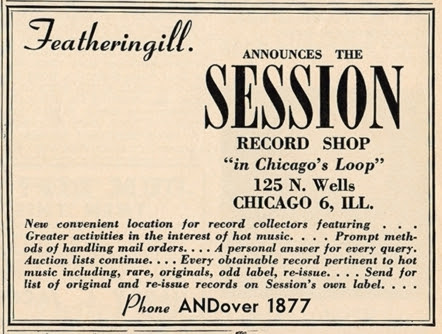 Featheringill.
ANNOUNCES THE
SESSION
RECORD SHOP
"in Chicago's Loop"
125 N. Wells
CHICAGO 6, ILL.
New convenient location for record collectors featuring . . .
Greater activities in the interest of hot music. . . . Prompt meth-
ods of handling mail orders. . . . A personal answer for every query.
Auction lists continue. . . . Every obtainable record pertinent to hot
music including, rare, originals, odd label, re-issue. . . . Send for
list of original and re-issue records on Session's own label. . . .
Phone ANDover 1877